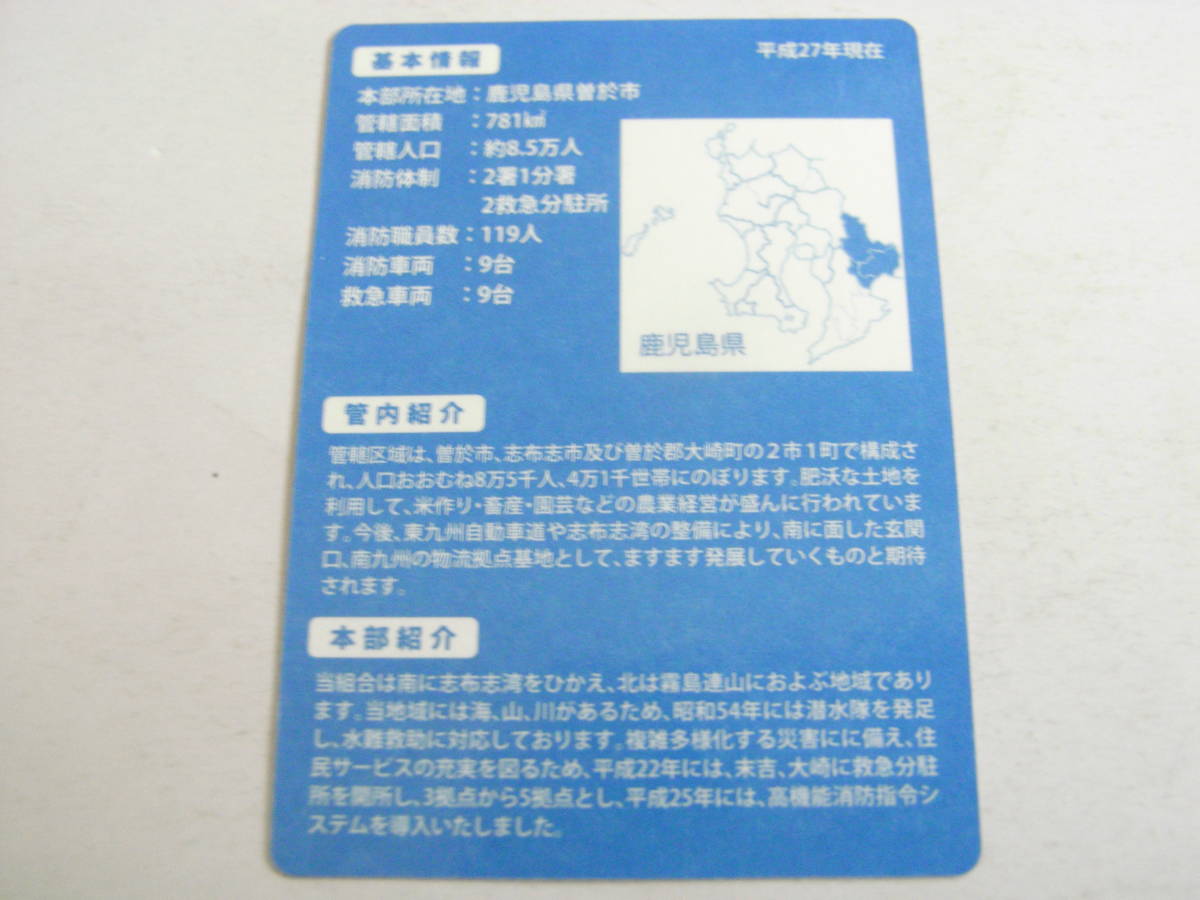 基本情報
平成27年現在
本部所在地：鹿児島県曽於市
管轄面積：781㎢
管轄人口：約8.5万人
消防体制：2署1分署
2救急分駐所
消防職員数：119人
消防車両：9台
救急車両：9台
鹿児島県
管内紹介
管轄区域は、曽於市、志布志市及び曽於郡大崎町の２市１町で構成さ
れ、人口おおむね8万5千人、4万1千世帯にのぼります。肥沃な土地を
利用して、米作り・畜産・園芸などの農業経営が盛んに行われていま
す。今後、東九州自動車道や志布志湾の整備により、南に面した玄関
口、南九州の物流拠点基地として、ますます発展していくものと期待
されます。
本部紹介
当組合は南に志布志湾をひかえ、北は霧島連山におよぶ地域であり
ます。当地域には海、山、川があるため、昭和54年には潜水隊を発足
し、水難救助に対応しております。複雑多様化する災害にに備え、住
民サービスの充実を図るため、平成22年には、末吉、大崎に救急分駐
所を開所し、3拠点から5拠点とし、平成25年には、高機能消防指令シ
ステムを導入いたしました。